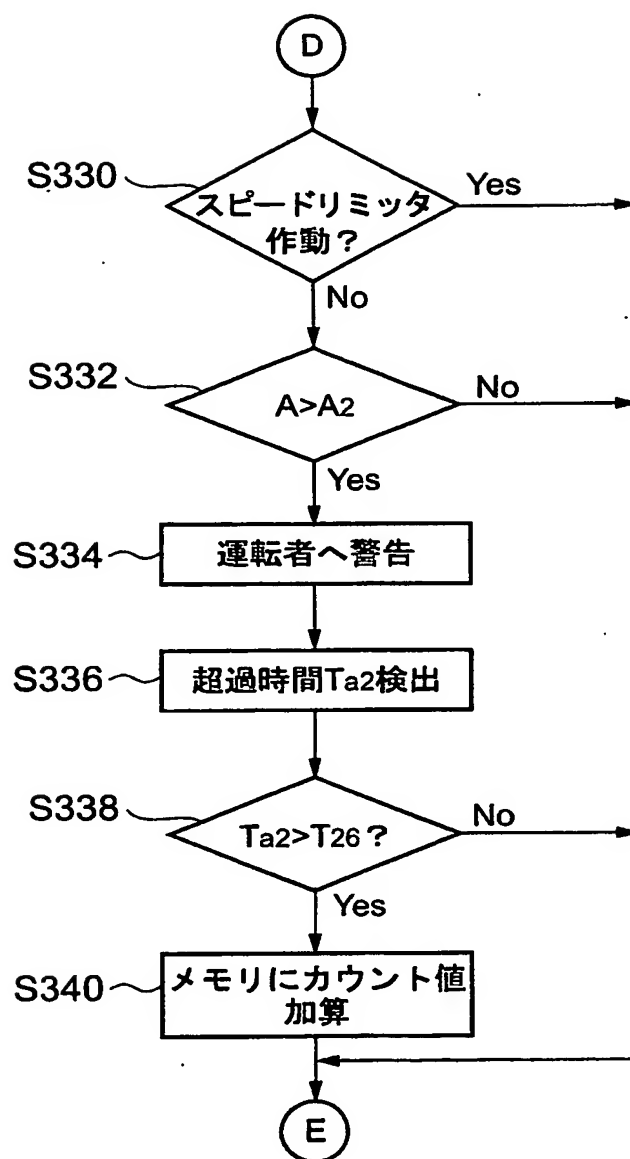 D
S330
スピードリミッタ
作動？
Yes
No
S332
A>A2
No
Yes
S334
運転者へ警告
S336
超過時間Ta2検出
S338
Ta2>T26？
No
Yes
S340
メモリにカウント値
加算
E